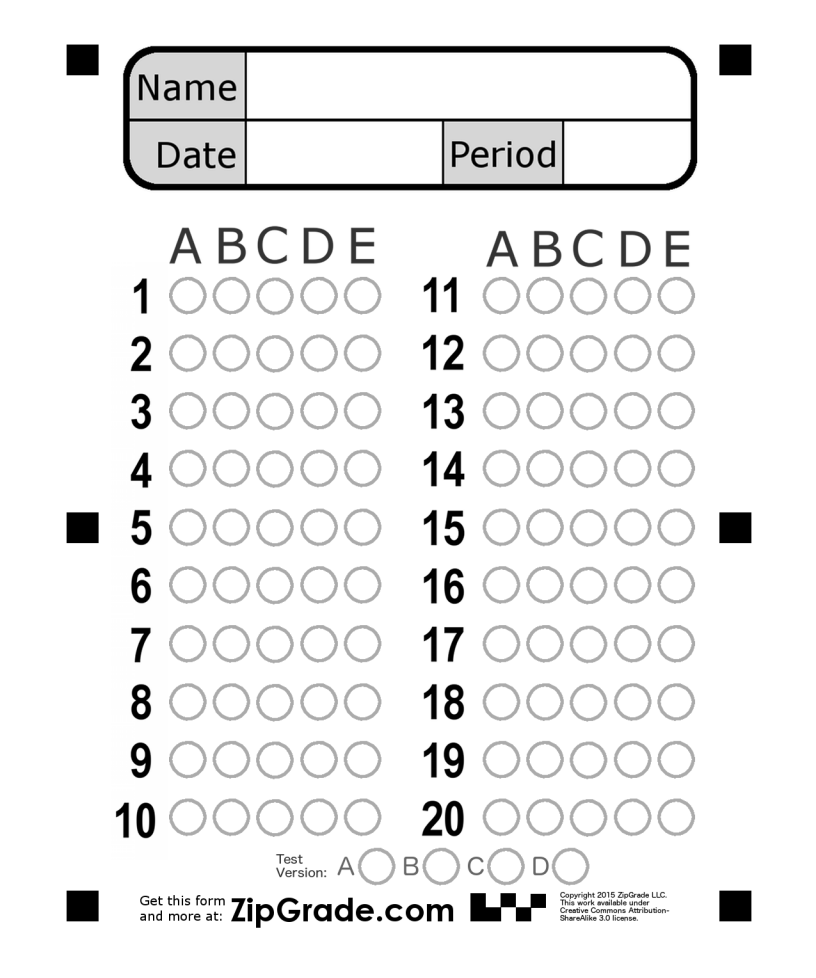 Name
Date Period
A B C D E A B C D E
1 11
2 12
3 13
4 14
5 15
6 16
7 17
8 18
9 19
10 20
Test
Version: A B C D
Get this form
and more at: ZipGrade.com
Copyright 2015 ZipGrade LLC.
This work available under
Creative Commons Attribution-
ShareAlike 3.0 license.